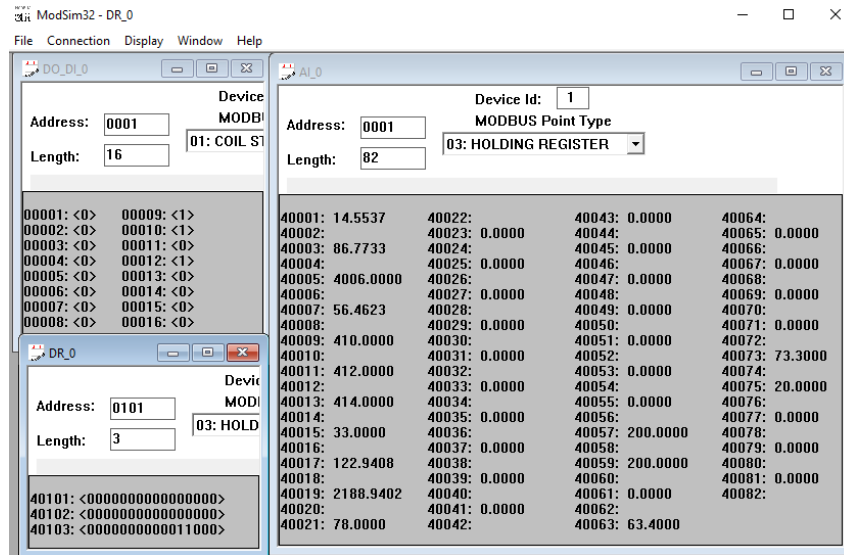 ModSim32 - DR_0
File Connection Display Window Help
DO_DI_0
Device
Address: 0001
MODB
01: COIL ST
Length: 16
00001: <0> 00009: <1>
00002: <0> 00010: <1>
00003: <0> 00011: <0>
00004: <0> 00012: <1>
00005: <0> 00013: <0>
00006: <0> 00014: <0>
00007: <0> 00015: <0>
00008: <0> 00016: <0>
DR_0
Devic
Address: 0101
MODI
03: HOLD
Length: 3
40101: <0000000000000000>
40102: <0000000000000000>
40103: <0000000000011000>
AI_0
Device Id: 1
Address: 0001
MODBUS Point Type
03: HOLDING REGISTER
Length: 82
40001: 14.5537 40022: 40043: 0.0000 40064:
40002: 40023: 0.0000 40044: 40065: 0.0000
40003: 86.7733 40024: 40045: 0.0000 40066:
40004: 40025: 0.0000 40046: 40067: 0.0000
40005: 4006.0000 40026: 40047: 0.0000 40068:
40006: 40027: 0.0000 40048: 40069: 0.0000
40007: 56.4623 40028: 40049: 0.0000 40070:
40008: 40029: 0.0000 40050: 40071: 0.0000
40009: 410.0000 40030: 40051: 0.0000 40072:
40010: 40031: 0.0000 40052: 40073: 73.3000
40011: 412.0000 40032: 40053: 0.0000 40074:
40012: 40033: 0.0000 40054: 40075: 20.0000
40013: 414.0000 40034: 40055: 0.0000 40076:
40014: 40035: 0.0000 40056: 40077: 0.0000
40015: 33.0000 40036: 40057: 200.0000 40078:
40016: 40037: 0.0000 40058: 40079: 0.0000
40017: 122.9408 40038: 40059: 200.0000 40080:
40018: 40039: 0.0000 40060: 40081: 0.0000
40019: 2188.9402 40040: 40061: 0.0000 40082:
40020: 40041: 0.0000 40062:
40021: 78.0000 40042: 40063: 63.4000